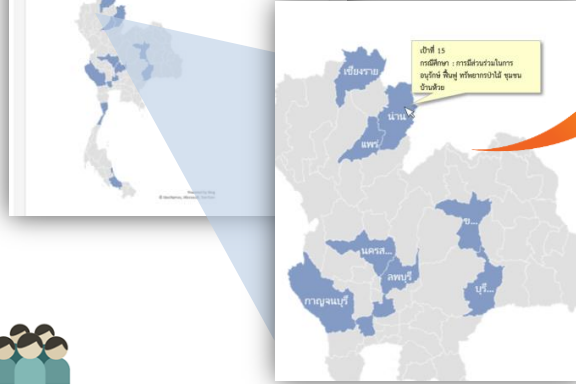 เป้าที่ 15
กรณีศึกษา : การมีส่วนร่วมในการ
อนุรักษ์ ฟื้นฟู ทรัพยากรป่าไม้ ชุมชน
บ้านห้วย
เชียงราย
น่าน
แพร่
ข...
นครส...
ลพบุรี
บุรี...
กาญจนบุรี